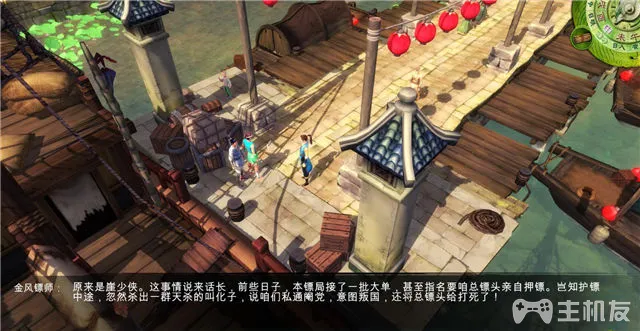 未 午
金风镖师： 原来是崖少侠。这事情说来话长，前些日子，本镖局接了一批大单，甚至指名要咱总镖头亲自押镖。岂知护镖
中途，忽然杀出一群天杀的叫化子，说咱们私通阉党，意图叛国，还将总镖头给打死了！
主机友